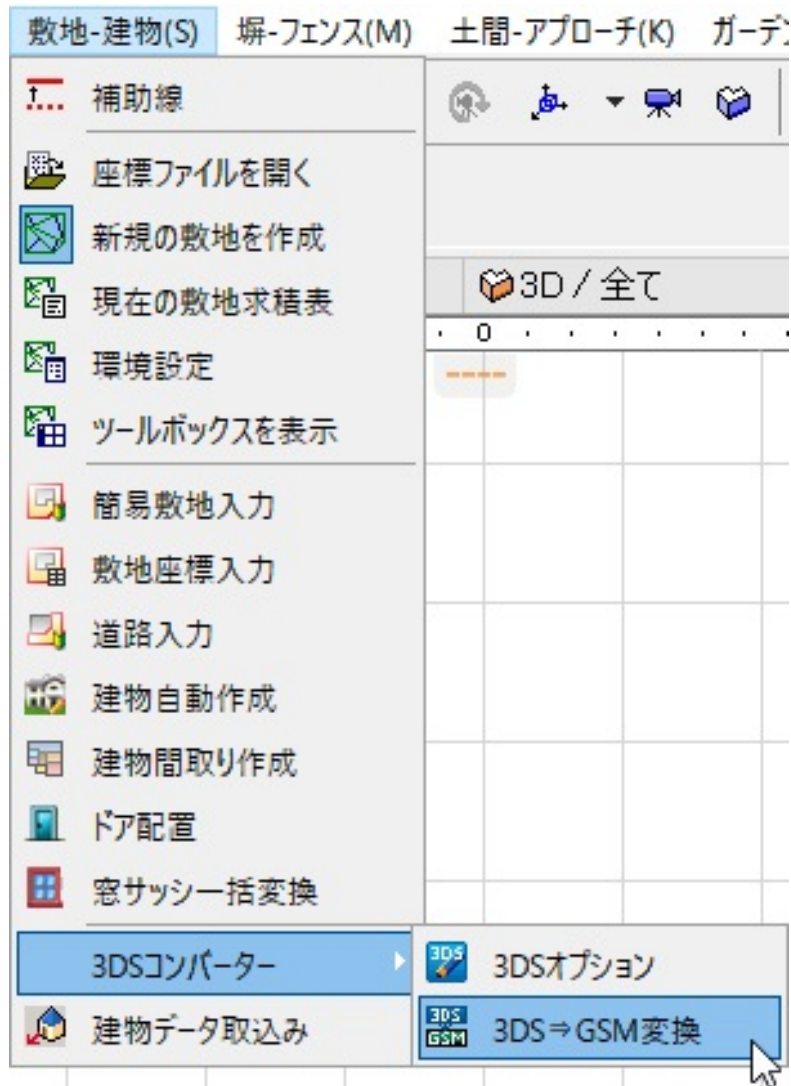 敷地-建物(S) 塀-フェンス(M) 土間-アプローチ(K) ガーデ
補助線
座標ファイルを開く
新規の敷地を作成
現在の敷地求積表
3D / 全て
0
環境設定
ツールボックスを表示
簡易敷地入力
敷地座標入力
道路入力
建物自動作成
建物間取り作成
ドア配置
窓サッシ一括変換
3DSコンバーター
3DS 3DSオプション
建物データ取込み
3DS GSM 3DS⇒GSM変換